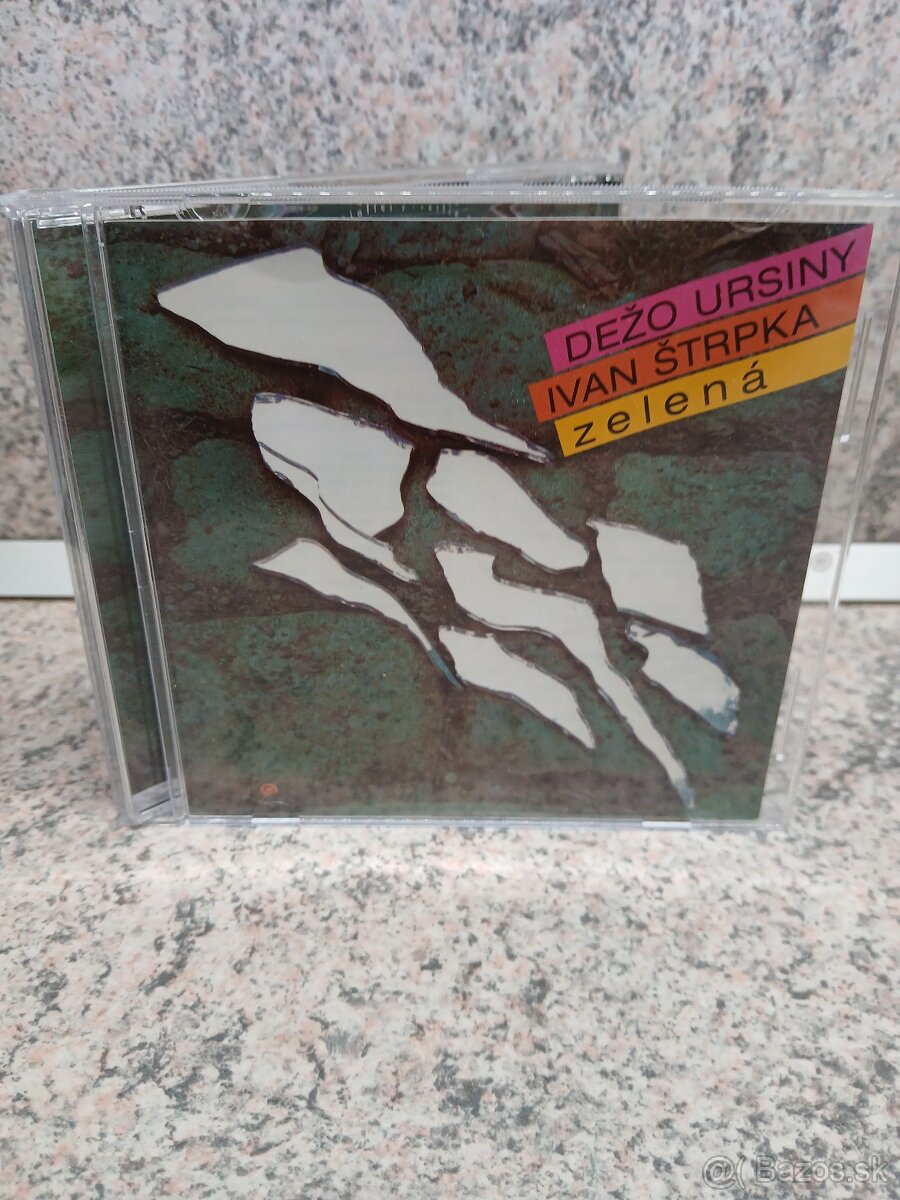 DEŽO URSINY
IVAN ŠTRPKA
zelená
@( Bazos.sk